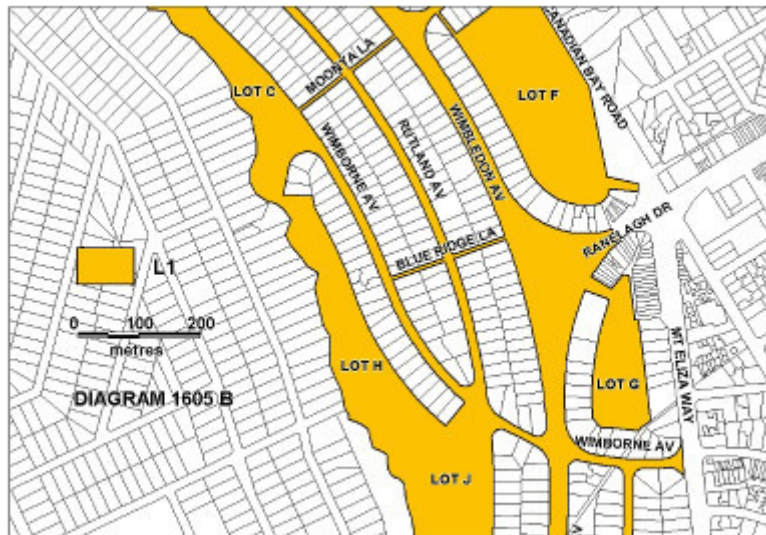 CANADIAN BAY ROAD
MOONTA LA
LOT C
LOT F
WIMBORNE AV
RUTLAND AV
WIMBLEDON AV
RANELAGH DR
BLUE RIDGE LA
L1
0 100 200
metres
MT ELIZA WAY
LOT H
LOT G
DIAGRAM 1605 B
WIMBORNE AV
LOT J